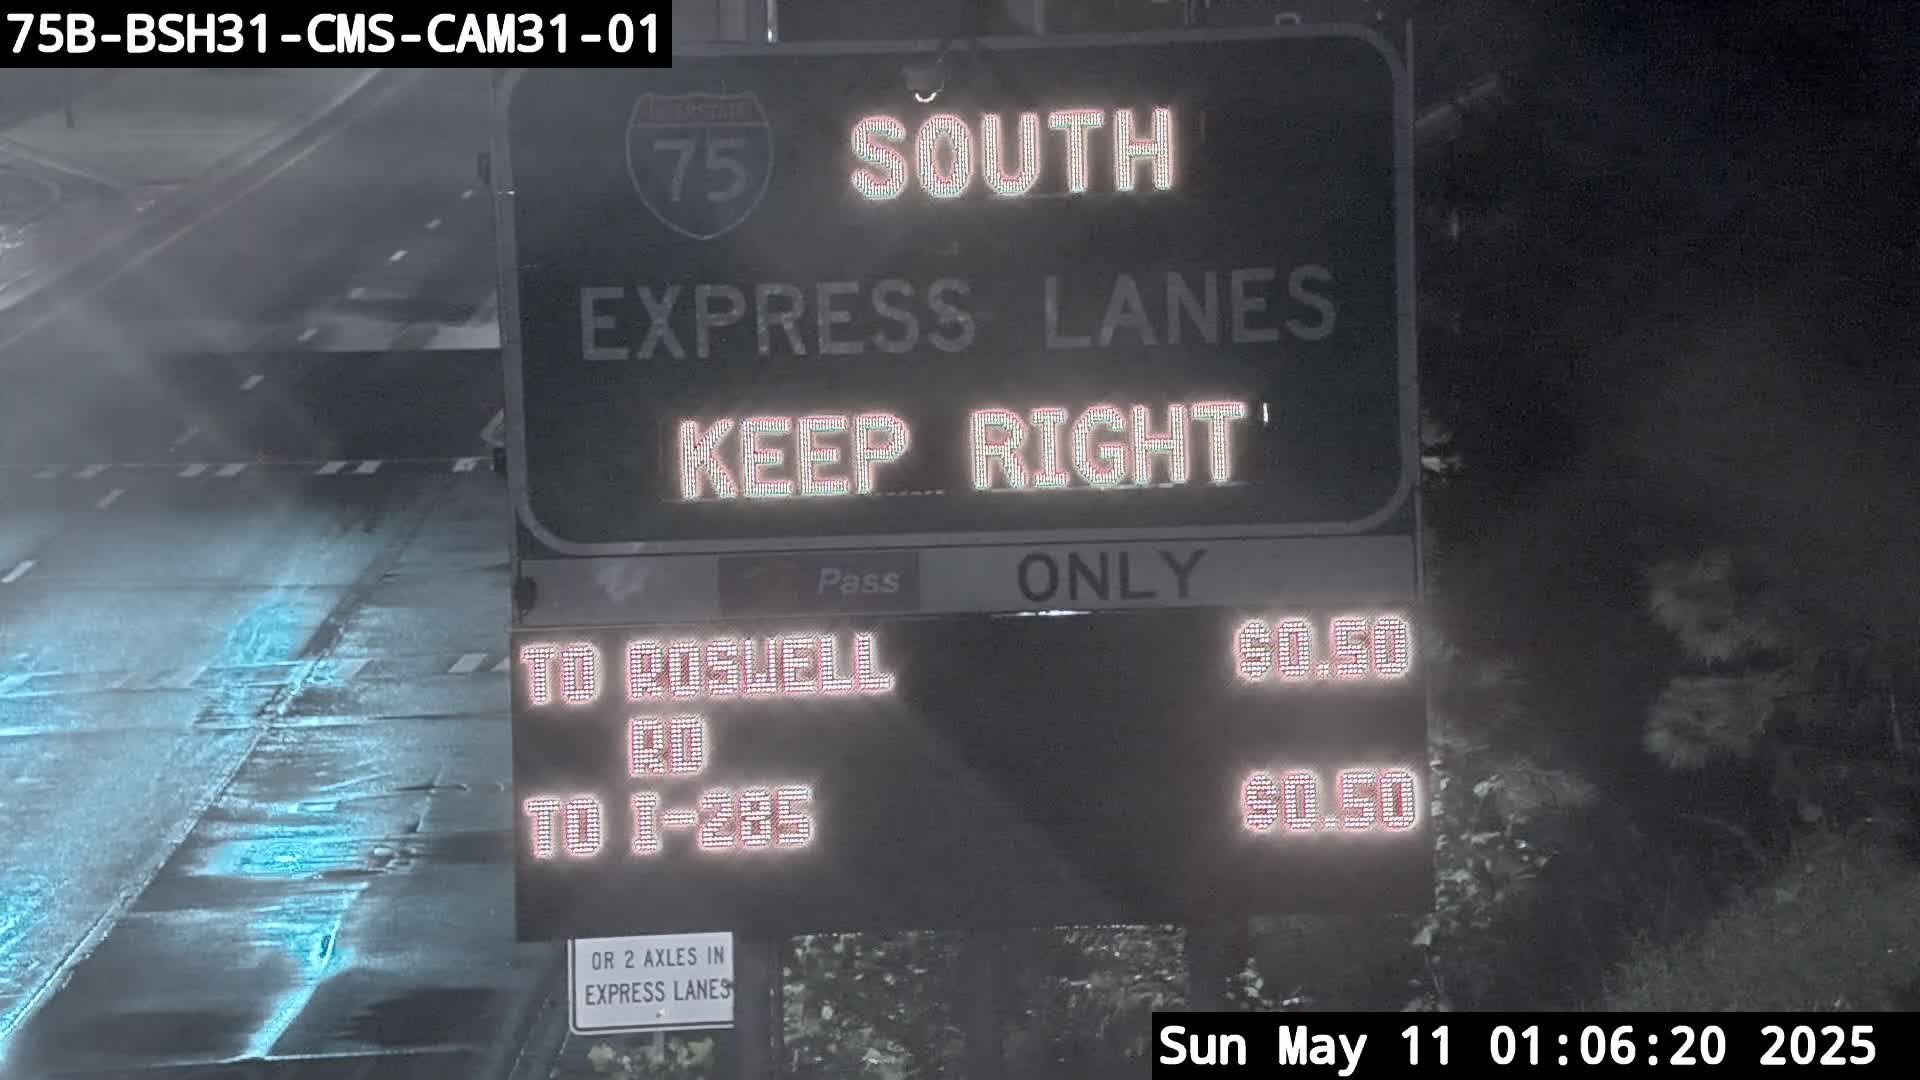 75B-BSH31-CMS-CAM31-01
INTERSTATE
75
SOUTH
EXPRESS LANES
KEEP RIGHT
Pass ONLY
TO ROSWELL $0.50
RD
TO I-285 $0.50
OR 2 AXLES IN
EXPRESS LANES
Sun May 11 01:06:20 2025